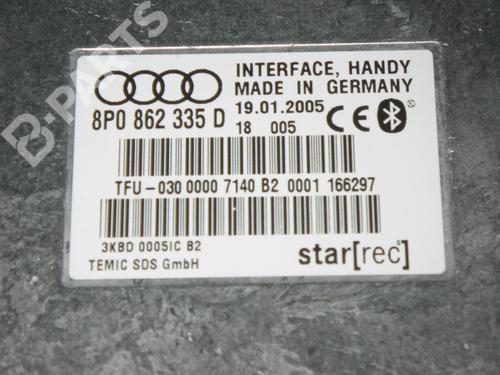 B-PARTS
INTERFACE, HANDY
MADE IN GERMANY
8P0 862 335 D
19.01.2005
18 005
CE
TFU-030 0000 7140 B2 0001 166297
3KBD 0005IC B2
TEMIC SDS GmbH
star[rec]